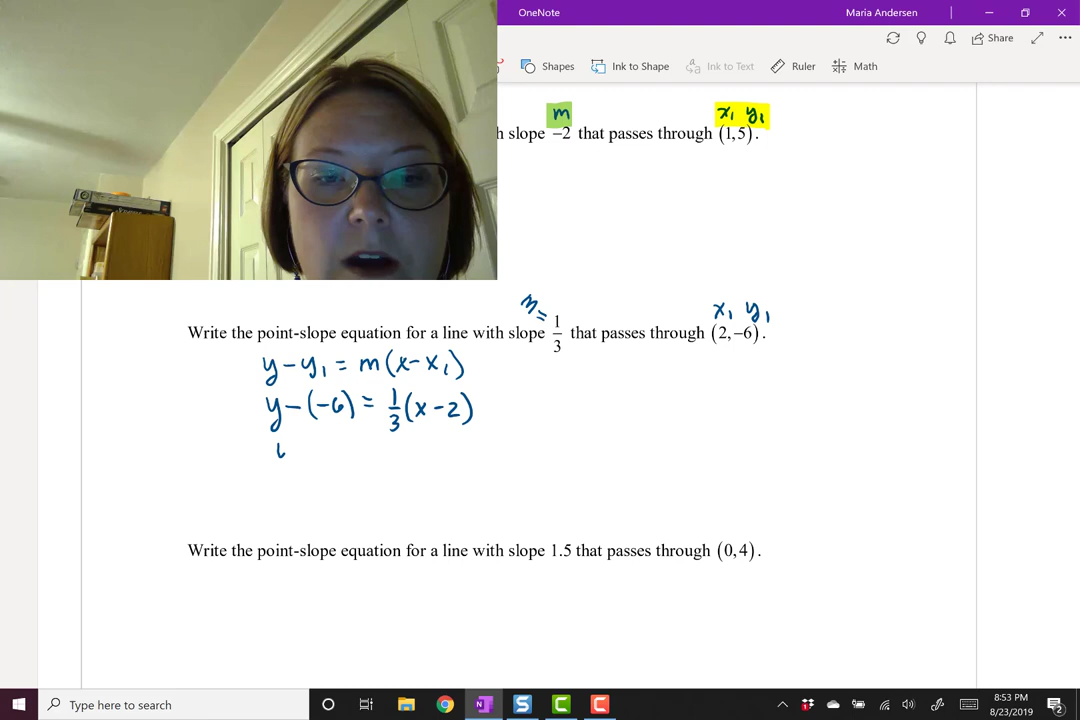 OneNote
Maria Andersen
Share
Shapes
Ink to Shape
Ink to Text
Ruler
Math
m
x₁ y₁
slope −2 that passes through (1,5).
m =
x₁ y₁
Write the point-slope equation for a line with slope 1/3 that passes through (2,−6).
y − y₁ = m(x − x₁)
y − (−6) = 1/3(x − 2)
Write the point-slope equation for a line with slope 1.5 that passes through (0,4).
Type here to search
8:53 PM
8/23/2019
2